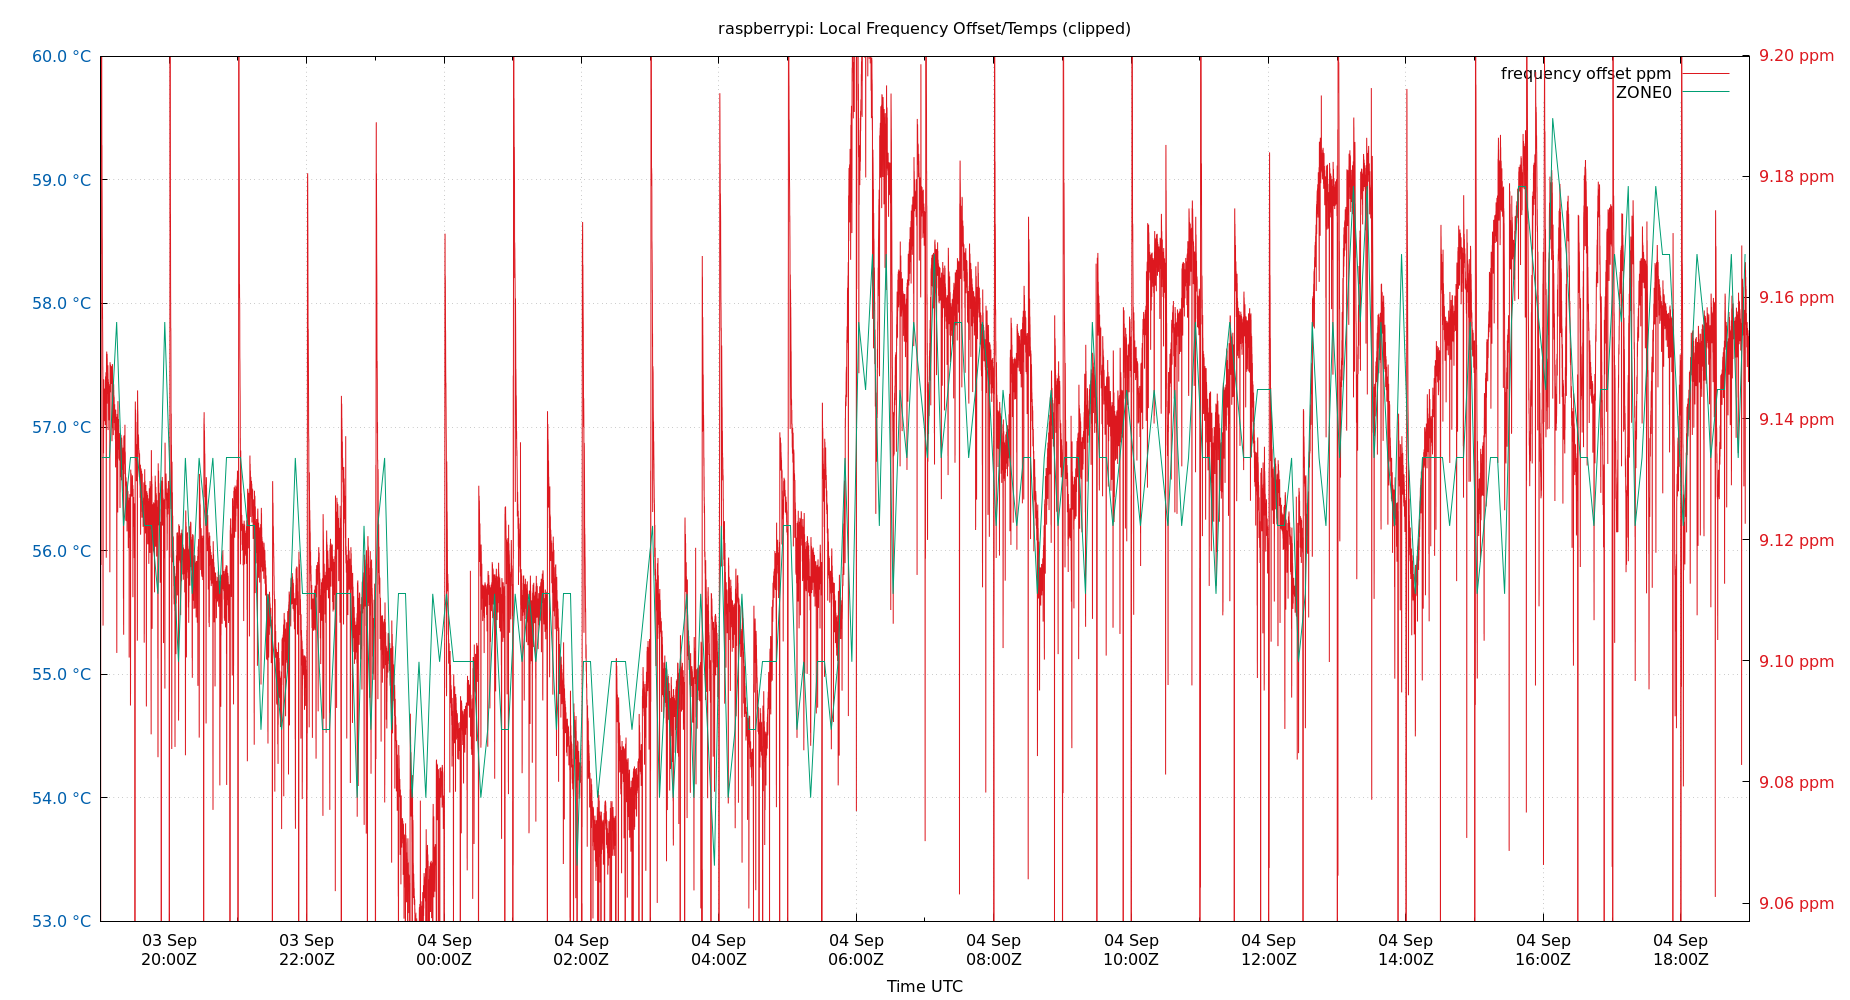 raspberrypi: Local Frequency Offset/Temps (clipped)
60.0 °C
59.0 °C
58.0 °C
57.0 °C
56.0 °C
55.0 °C
54.0 °C
53.0 °C
9.20 ppm
9.18 ppm
9.16 ppm
9.14 ppm
9.12 ppm
9.10 ppm
9.08 ppm
9.06 ppm
frequency offset ppm
ZONE0
03 Sep
20:00Z
03 Sep
22:00Z
04 Sep
00:00Z
04 Sep
02:00Z
04 Sep
04:00Z
04 Sep
06:00Z
04 Sep
08:00Z
04 Sep
10:00Z
04 Sep
12:00Z
04 Sep
14:00Z
04 Sep
16:00Z
04 Sep
18:00Z
Time UTC